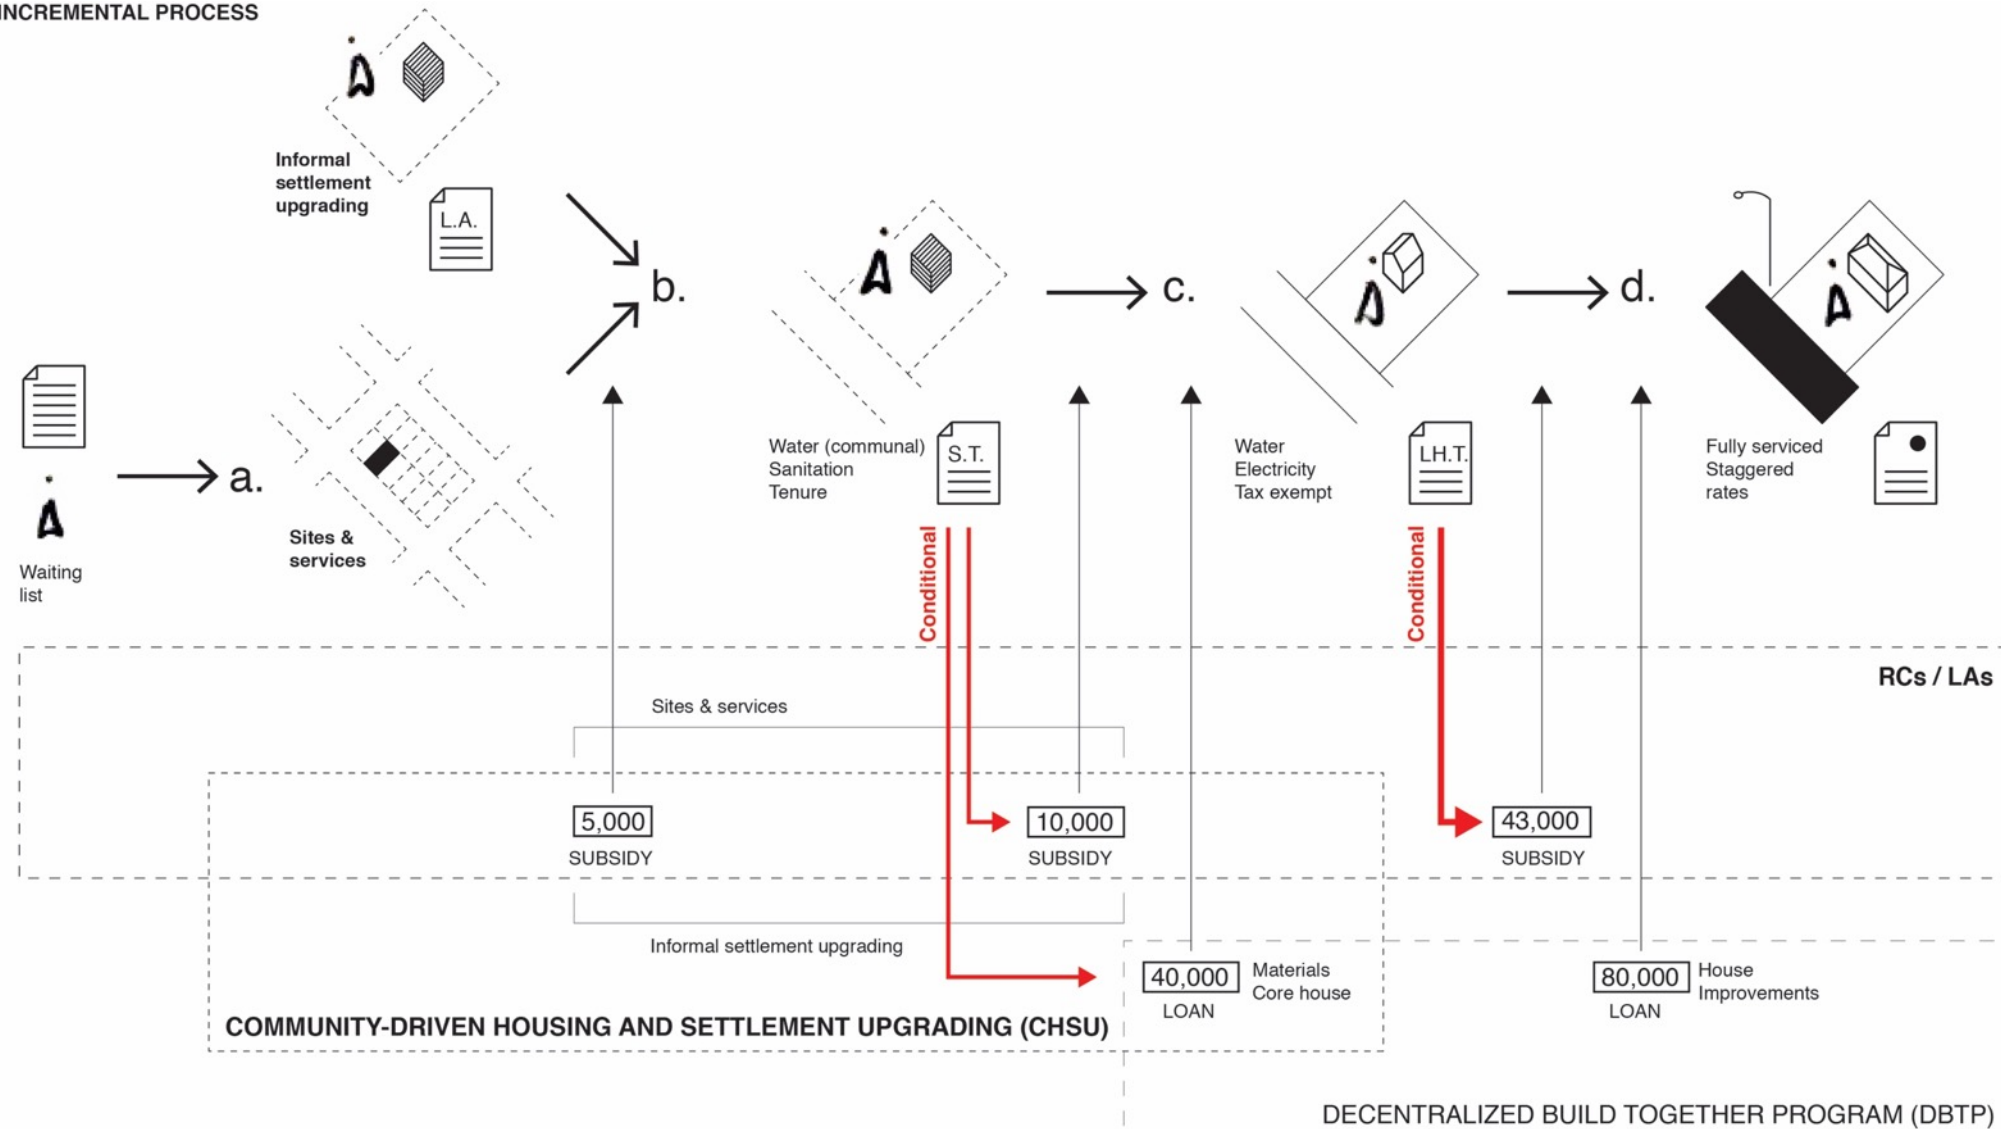 INCREMENTAL PROCESS
Informal
settlement
upgrading
L.A.
b.
c.
d.
Waiting
list
a.
Sites &
services
Water (communal)
Sanitation
Tenure
S.T.
Water
Electricity
Tax exempt
LH.T.
Fully serviced
Staggered
rates
Conditional
Conditional
RCs / LAs
Sites & services
5,000
SUBSIDY
10,000
SUBSIDY
43,000
SUBSIDY
Informal settlement upgrading
40,000
LOAN
Materials
Core house
80,000
LOAN
House
Improvements
COMMUNITY-DRIVEN HOUSING AND SETTLEMENT UPGRADING (CHSU)
DECENTRALIZED BUILD TOGETHER PROGRAM (DBTP)